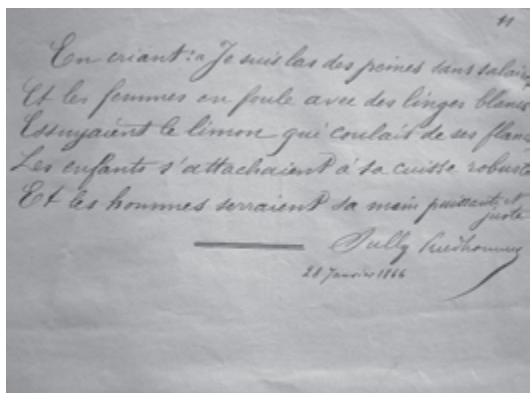 11
En criant : « Je suis las des peines sans salaire
Et les femmes en foule avec des linges blancs
Essuyaient le limon qui coulait de ses flancs
Les enfants s'attachaient à sa cuisse robuste
Et les hommes serraient sa main puissante et juste
Sully Prudhomme
28 Janvier 1866